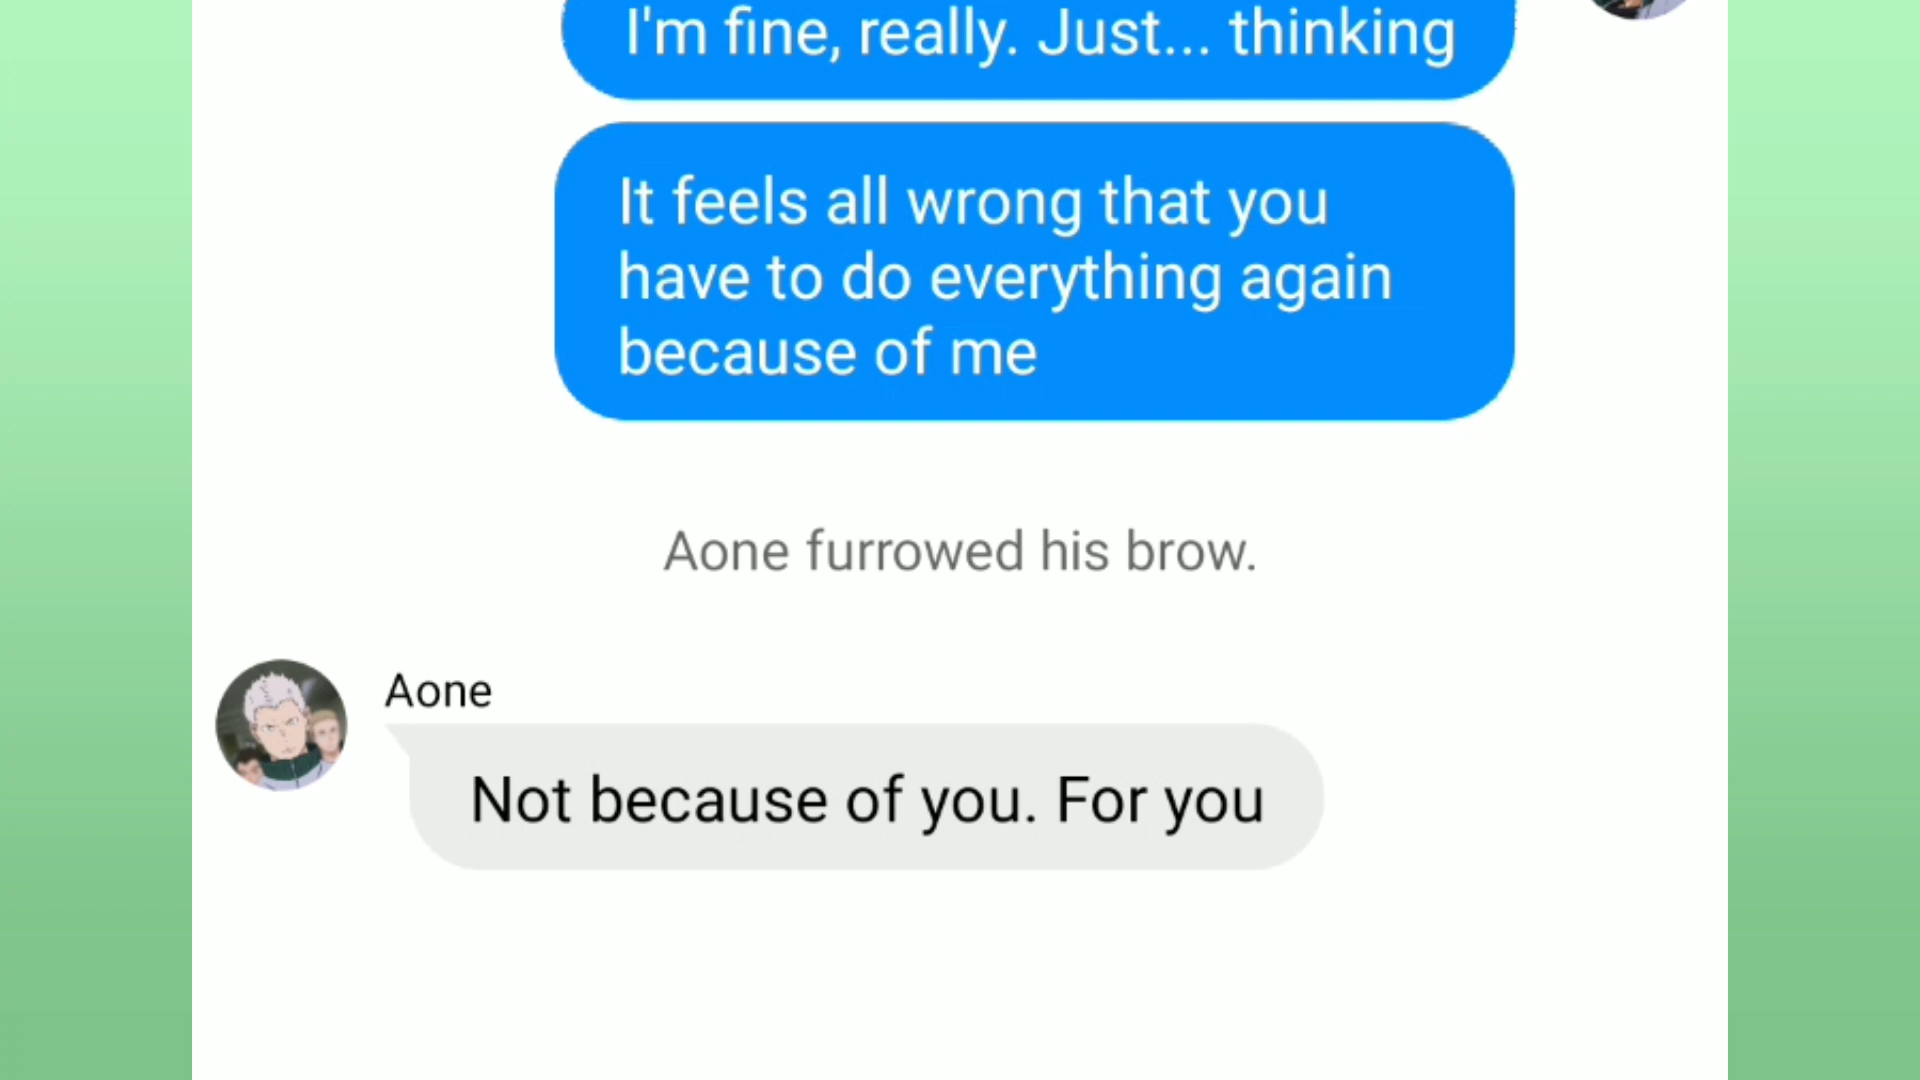 I'm fine, really. Just... thinking
It feels all wrong that you
have to do everything again
because of me
Aone furrowed his brow.
Aone
Not because of you. For you